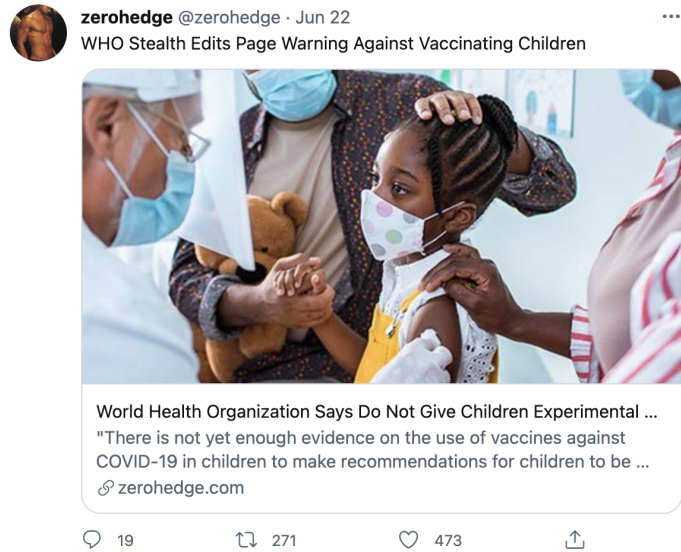 zerohedge @zerohedge · Jun 22
WHO Stealth Edits Page Warning Against Vaccinating Children
World Health Organization Says Do Not Give Children Experimental ...
"There is not yet enough evidence on the use of vaccines against
COVID-19 in children to make recommendations for children to be ...
zerohedge.com
19 271 473